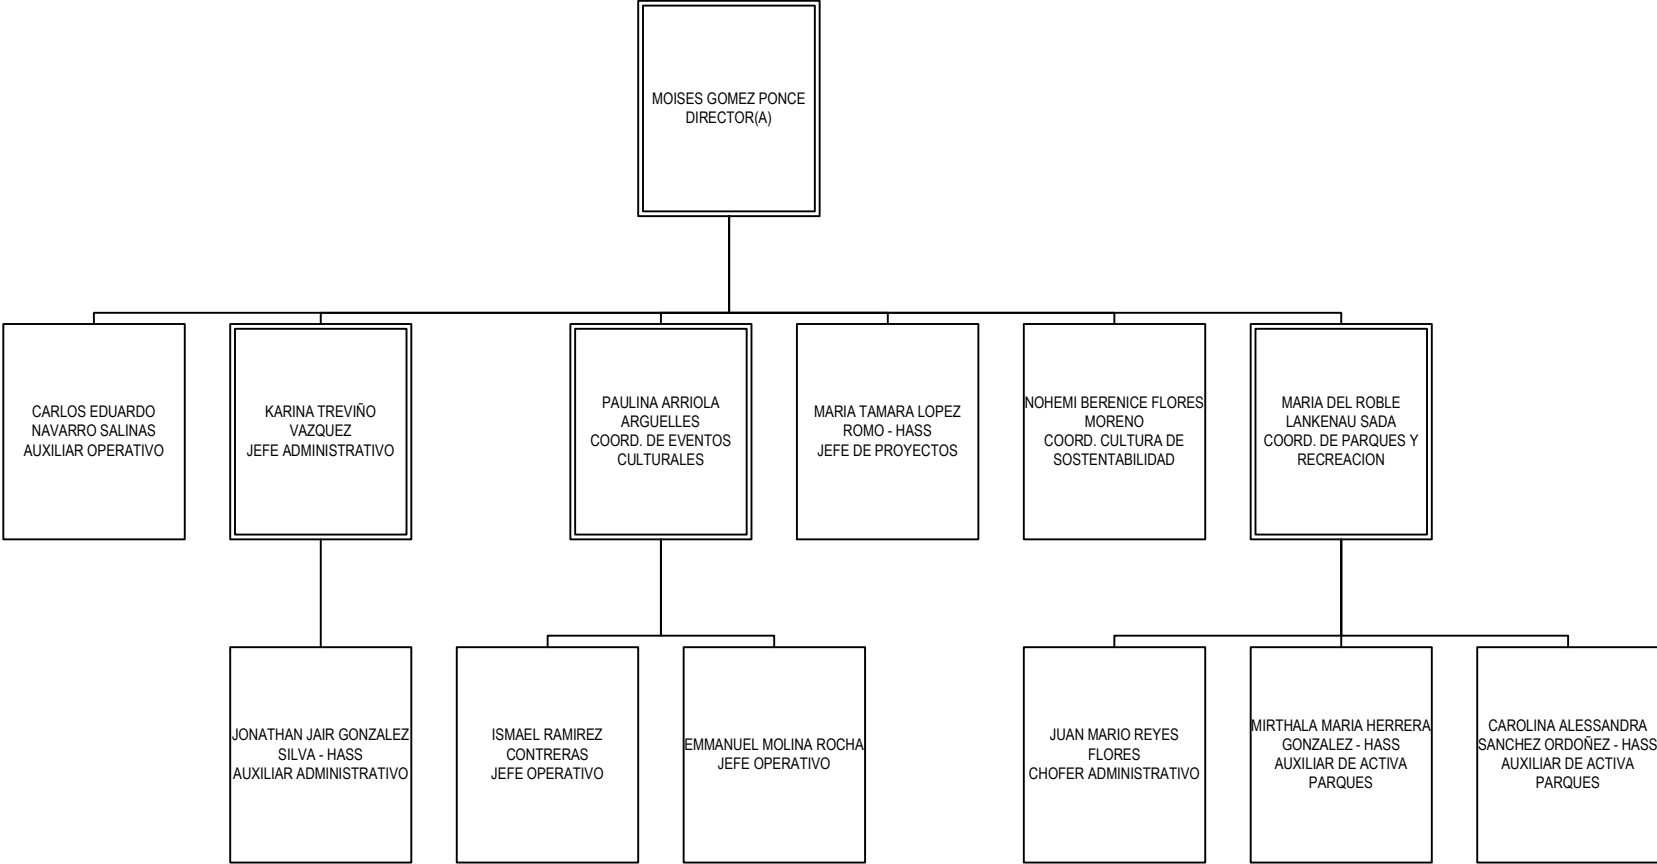 MOISES GOMEZ PONCE
DIRECTOR(A)
CARLOS EDUARDO
NAVARRO SALINAS
AUXILIAR OPERATIVO
KARINA TREVIÑO
VAZQUEZ
JEFE ADMINISTRATIVO
PAULINA ARRIOLA
ARGUELLES
COORD. DE EVENTOS
CULTURALES
MARIA TAMARA LOPEZ
ROMO - HASS
JEFE DE PROYECTOS
NOHEMI BERENICE FLORES
MORENO
COORD. CULTURA DE
SOSTENTABILIDAD
MARIA DEL ROBLE
LANKENAU SADA
COORD. DE PARQUES Y
RECREACION
JONATHAN JAIR GONZALEZ
SILVA - HASS
AUXILIAR ADMINISTRATIVO
ISMAEL RAMIREZ
CONTRERAS
JEFE OPERATIVO
EMMANUEL MOLINA ROCHA
JEFE OPERATIVO
JUAN MARIO REYES
FLORES
CHOFER ADMINISTRATIVO
MIRTHALA MARIA HERRERA
GONZALEZ - HASS
AUXILIAR DE ACTIVA
PARQUES
CAROLINA ALESSANDRA
SANCHEZ ORDOÑEZ - HASS
AUXILIAR DE ACTIVA
PARQUES